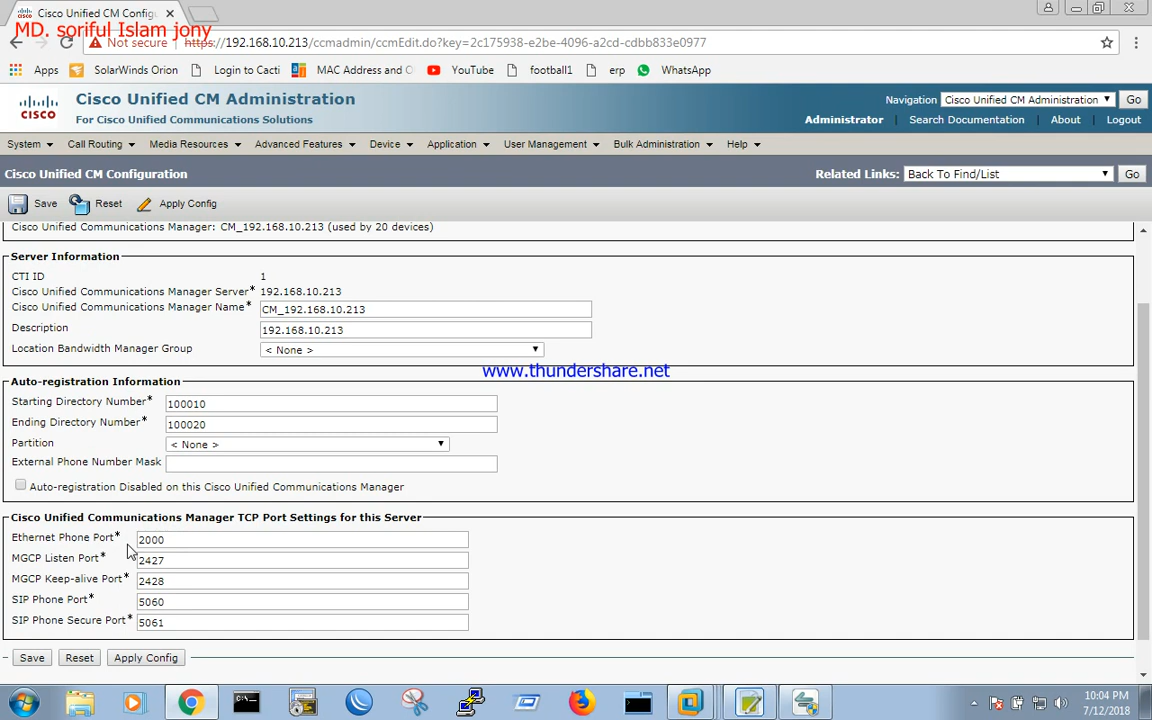 Cisco Unified CM Configu
MD. soriful Islam jony
Not secure https://192.168.10.213/ccmadmin/ccmEdit.do?key=2c175938-e2be-4096-a2cd-cdbb833e0977
Apps SolarWinds Orion Login to Cacti MAC Address and C YouTube football1 erp WhatsApp
Cisco Unified CM Administration
For Cisco Unified Communications Solutions
CISCO
Navigation Cisco Unified CM Administration Go
Administrator Search Documentation About Logout
System Call Routing Media Resources Advanced Features Device Application User Management Bulk Administration Help
Cisco Unified CM Configuration Related Links: Back To Find/List Go
Save Reset Apply Config
Cisco Unified Communications Manager: CM_192.168.10.213 (used by 20 devices)
Server Information
CTI ID 1
Cisco Unified Communications Manager Server* 192.168.10.213
Cisco Unified Communications Manager Name* CM_192.168.10.213
Description 192.168.10.213
Location Bandwidth Manager Group < None >
www.thundershare.net
Auto-registration Information
Starting Directory Number* 100010
Ending Directory Number* 100020
Partition < None >
External Phone Number Mask
Auto-registration Disabled on this Cisco Unified Communications Manager
Cisco Unified Communications Manager TCP Port Settings for this Server
Ethernet Phone Port* 2000
MGCP Listen Port* 2427
MGCP Keep-alive Port* 2428
SIP Phone Port* 5060
SIP Phone Secure Port* 5061
Save Reset Apply Config
10:04 PM
7/12/2018